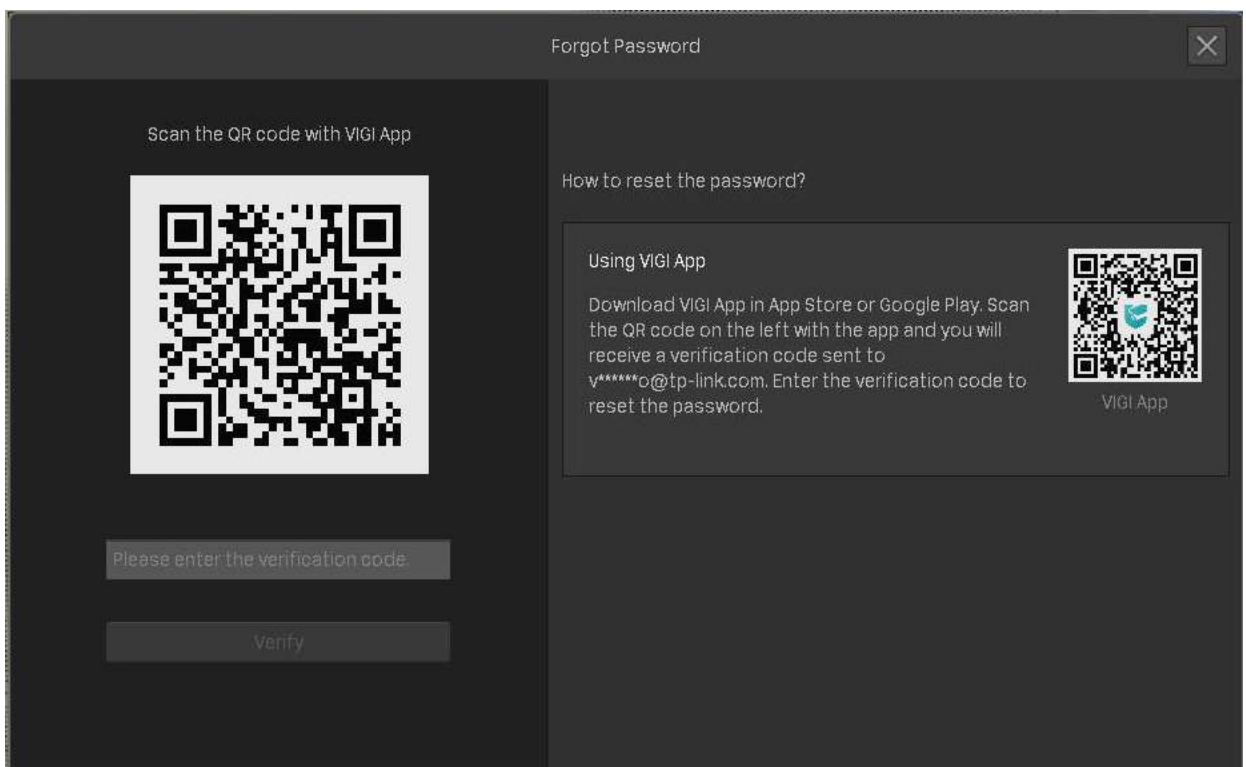 Forgot Password
Scan the QR code with VIGI App
Please enter the verification code.
Verify
How to reset the password?
Using VIGI App
Download VIGI App in App Store or Google Play. Scan
the QR code on the left with the app and you will
receive a verification code sent to
v******o@tp-link.com. Enter the verification code to
reset the password.
VIGI App